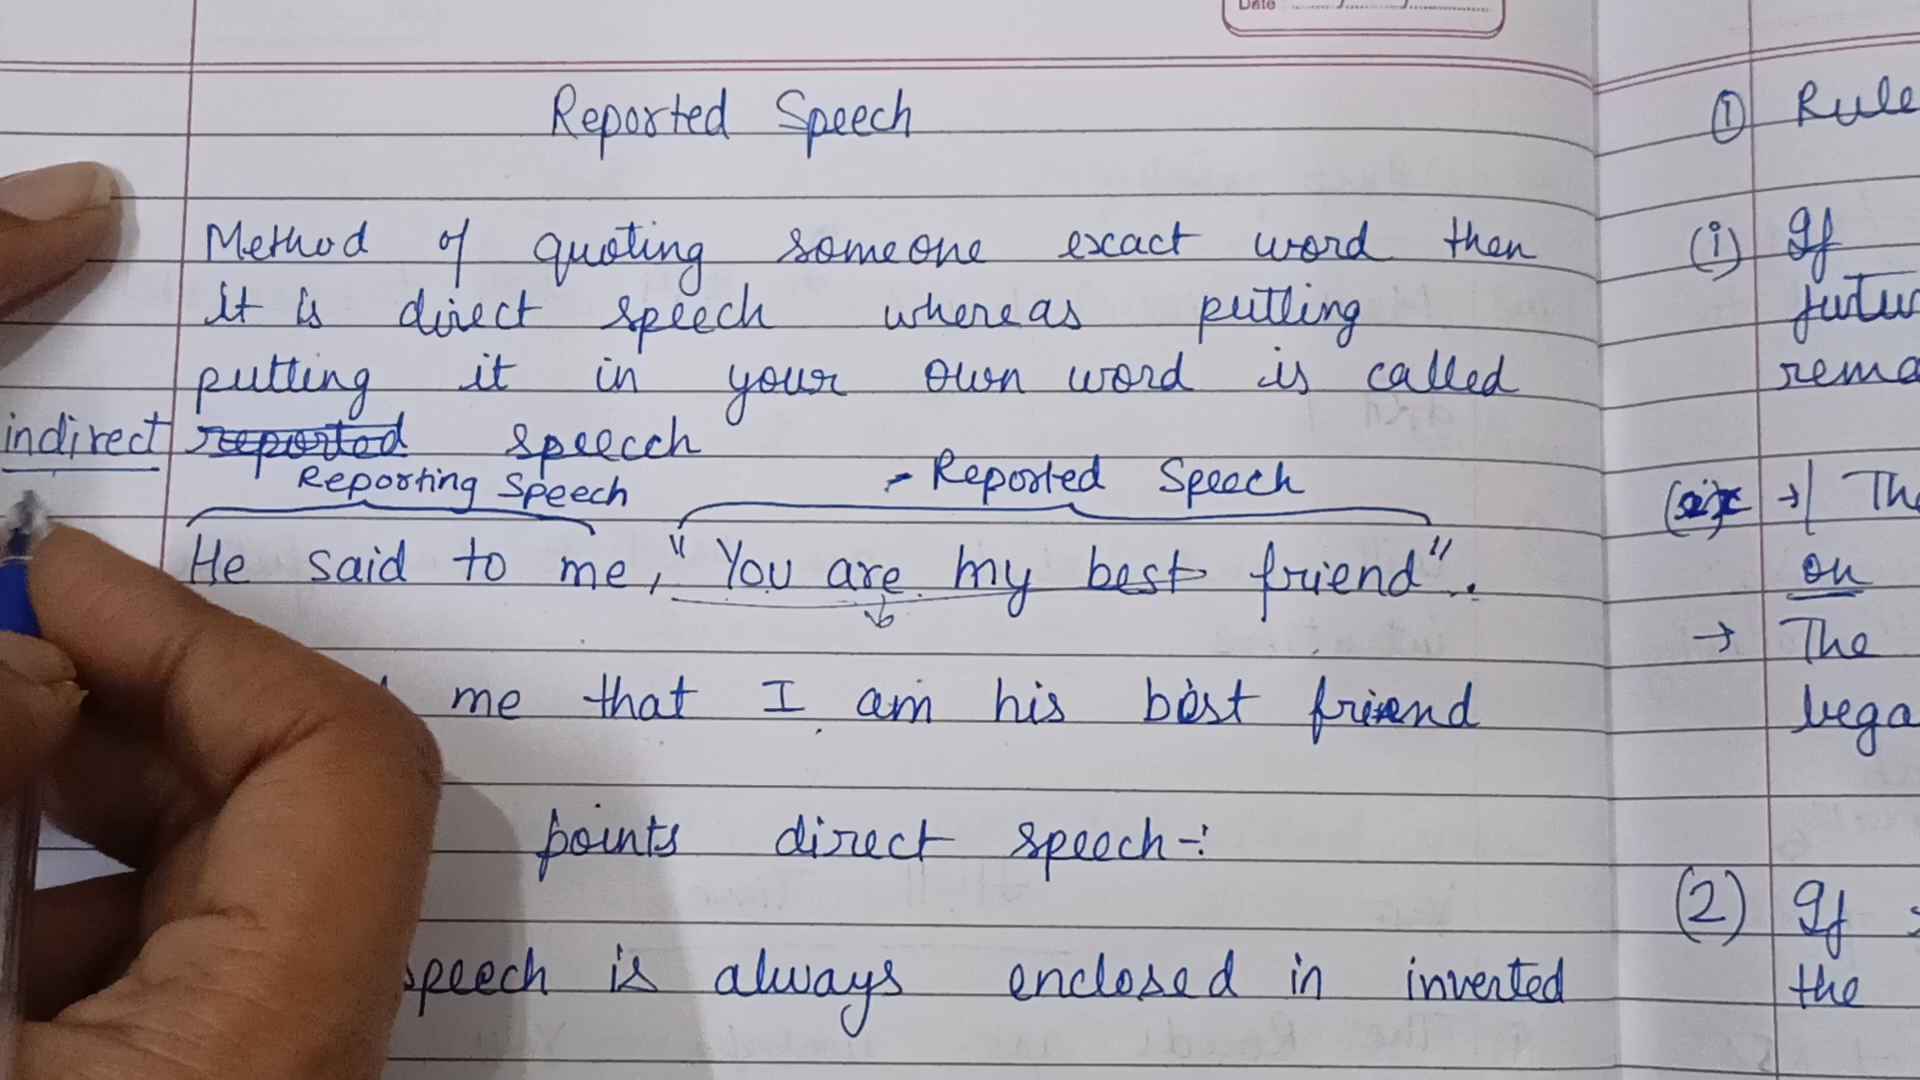 Date
Reported Speech
Method of quoting someone exact word then
it is direct speech whereas putting
putting it in your own word is called
indirect reported speech
Reporting Speech - Reported Speech
He said to me, "You are my best friend".
me that I am his best friend
points direct speech -:
speech is always enclosed in inverted
① Rule
(i) If
futu
rema
→ The
on
→ The
bega
(2) If
the